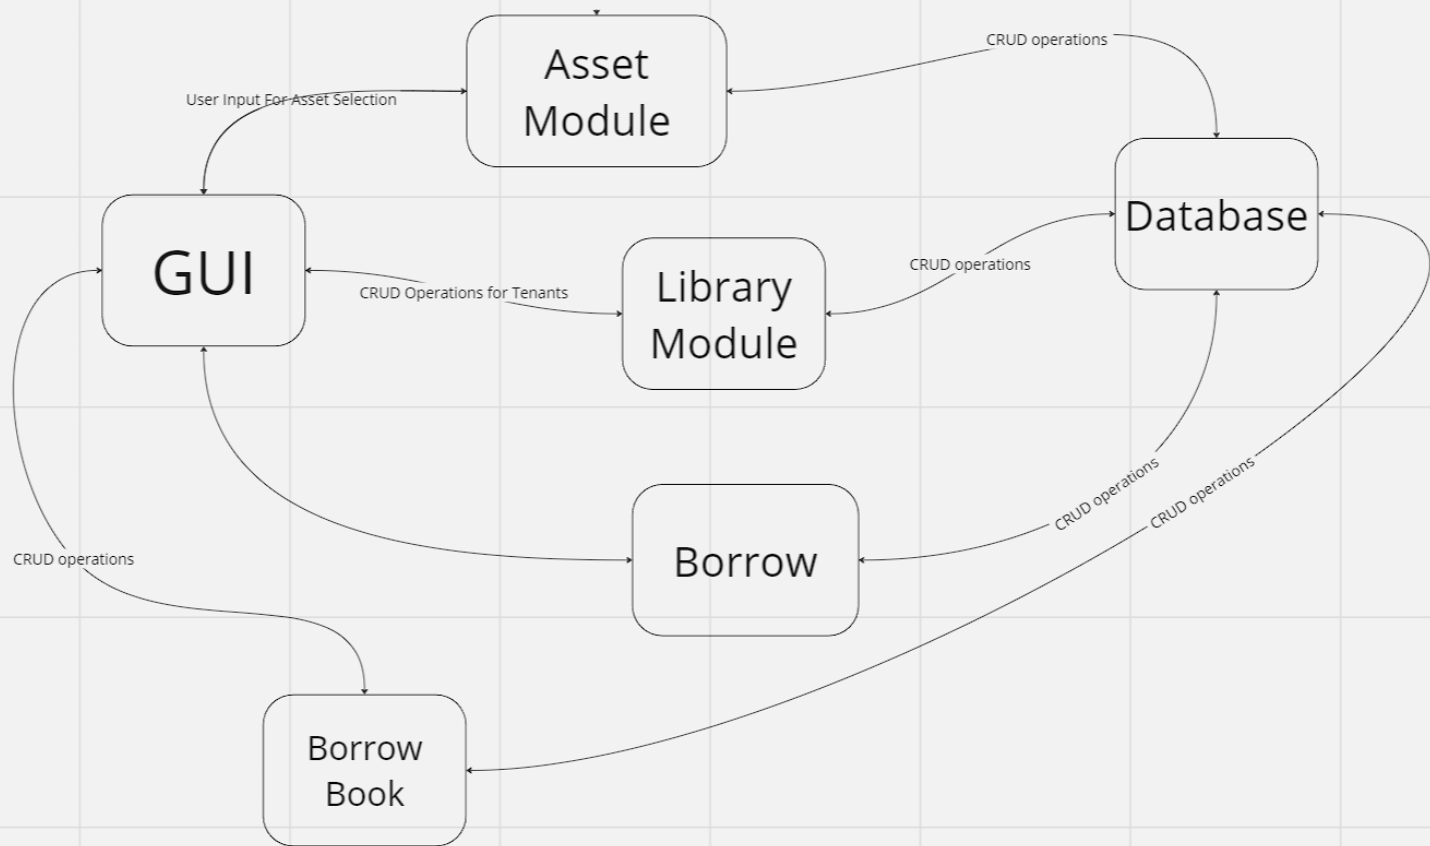 CRUD operations
Asset
Module
User Input For Asset Selection
Database
GUI
CRUD operations
Library
Module
CRUD Operations for Tenants
CRUD operations
CRUD operations
Borrow
CRUD operations
Borrow
Book